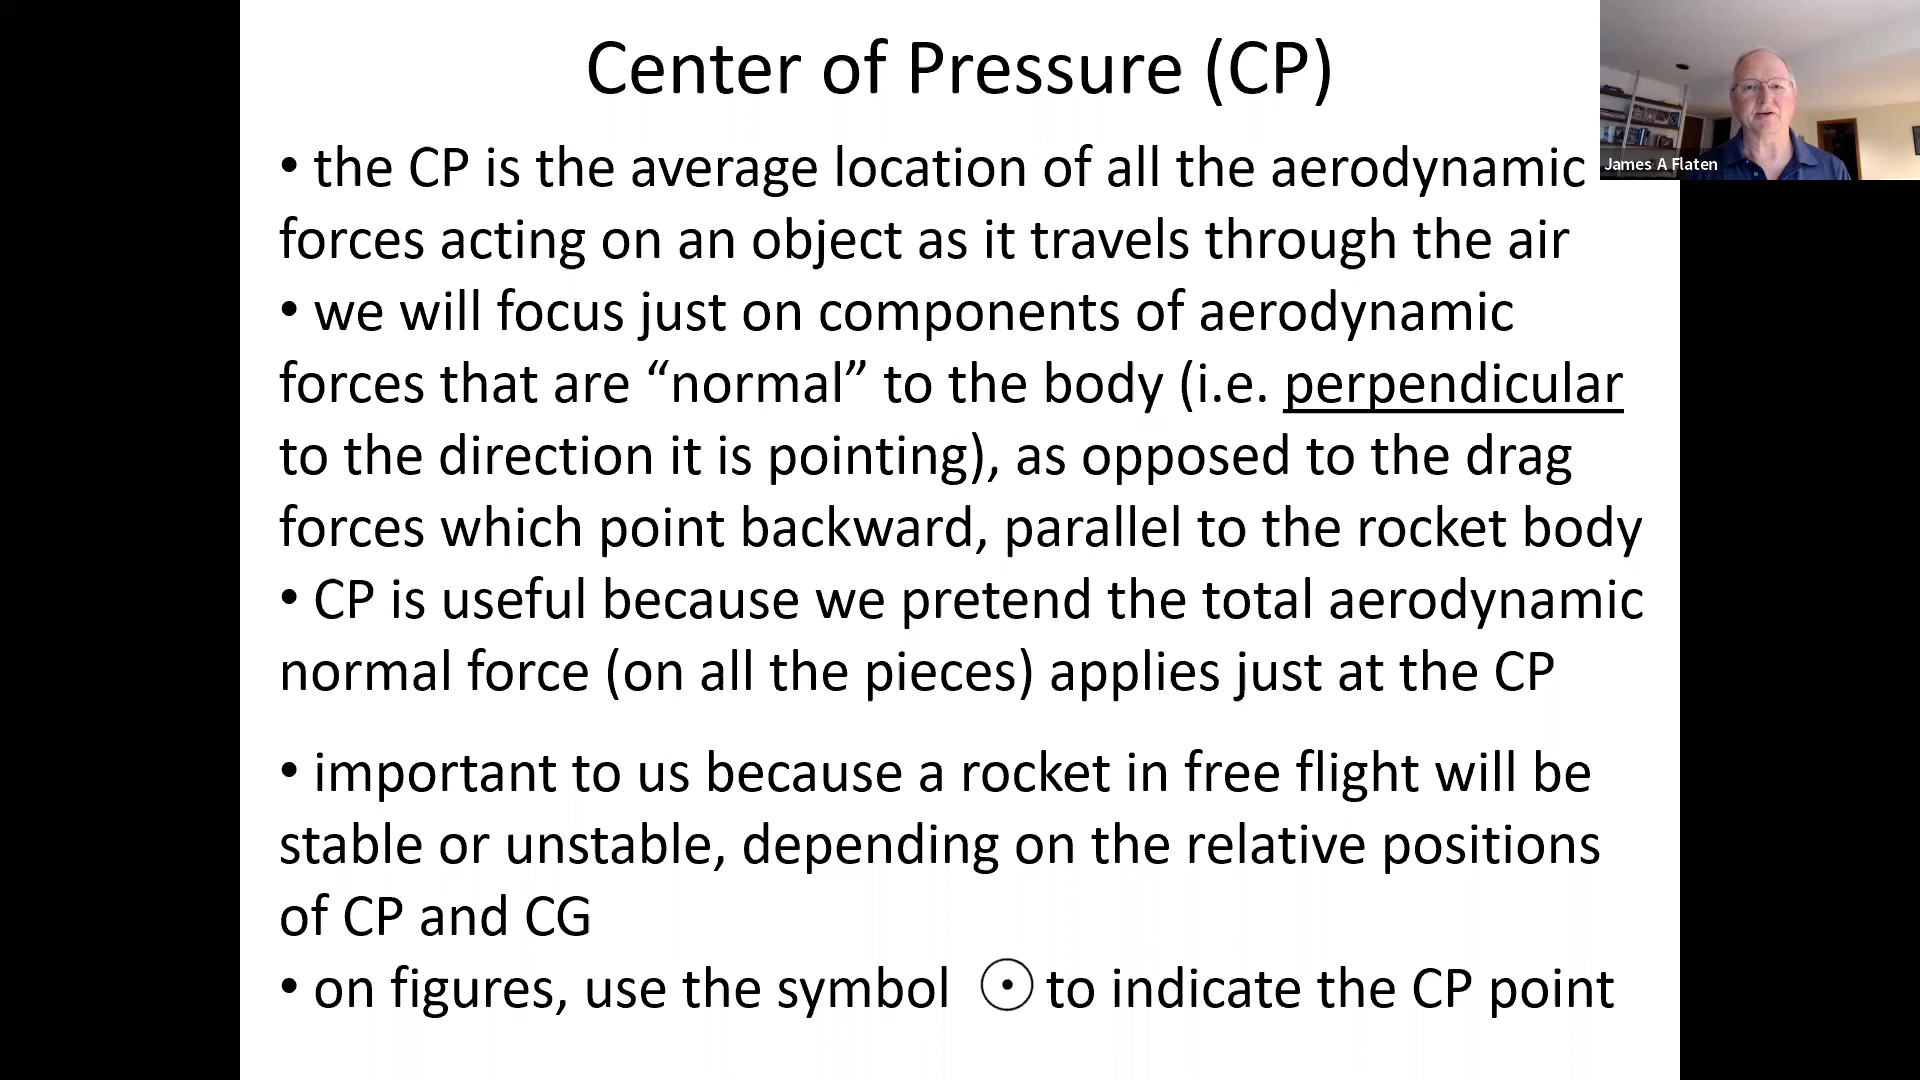 Center of Pressure (CP)
James A Flaten
• the CP is the average location of all the aerodynamic
forces acting on an object as it travels through the air
• we will focus just on components of aerodynamic
forces that are “normal” to the body (i.e. perpendicular
to the direction it is pointing), as opposed to the drag
forces which point backward, parallel to the rocket body
• CP is useful because we pretend the total aerodynamic
normal force (on all the pieces) applies just at the CP
• important to us because a rocket in free flight will be
stable or unstable, depending on the relative positions
of CP and CG
• on figures, use the symbol ⊙ to indicate the CP point